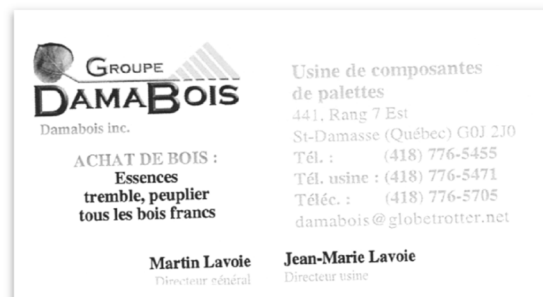 GROUPE
DAMABOIS
Damabois inc.
ACHAT DE BOIS :
Essences
tremble, peuplier
tous les bois francs
Usine de composantes
de palettes
441, Rang 7 Est
St-Damasse (Québec) G0J 2J0
Tél. : (418) 776-5455
Tél. usine : (418) 776-5471
Téléc. : (418) 776-5705
damabois@globetrotter.net
Martin Lavoie
Directeur général
Jean-Marie Lavoie
Directeur usine